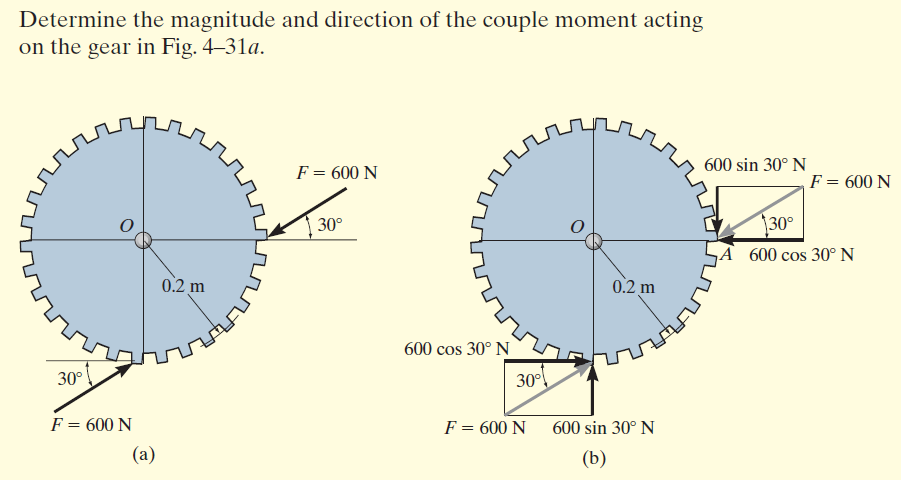 Determine the magnitude and direction of the couple moment acting
on the gear in Fig. 4–31a.
F = 600 N
30°
O
0.2 m
30°
F = 600 N
(a)
600 sin 30° N
F = 600 N
30°
O
A
600 cos 30° N
0.2 m
600 cos 30° N
30°
F = 600 N
600 sin 30° N
(b)